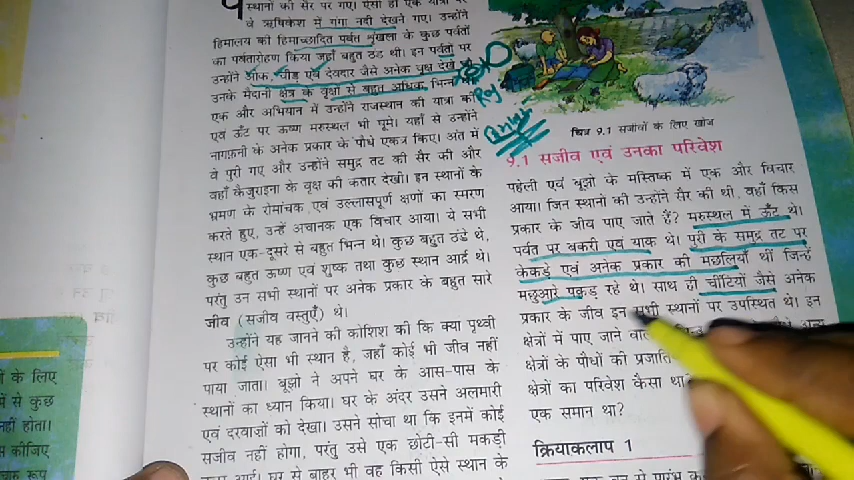 स्थानों की सैर पर गए। ऐसी ही एक यात्रा पर
वे ऋषिकेश में गंगा नदी देखने गए। उन्होंने
हिमालय की हिमाच्छादित पर्वत शृंखला के कुछ पर्वतों
का पर्वतारोहण किया जहाँ बहुत ठंड थी। इन पर्वतों पर
उन्होंने ओक, चीड़ एवं देवदार जैसे अनेक वृक्ष देखे
उनके मैदानी क्षेत्र के वृक्षों से बहुत अधिक भिन्न
एक और अभियान में उन्होंने राजस्थान की यात्रा की
एवं ऊँट पर ऊष्ण मरुस्थल भी घूमे। यहाँ से उन्होंने
नागफनी के अनेक प्रकार के पौधे एकत्र किए। अंत में
वे पुरी गए और उन्होंने समुद्र तट की सैर की और
वहाँ कैजुराइना के वृक्ष की कतार देखी। इन स्थानों के
भ्रमण के रोमांचक, एवं उल्लासपूर्ण क्षणों का स्मरण
करते हुए, उन्हें अचानक एक विचार आया। ये सभी
स्थान एक-दूसरे से बहुत भिन्न थे। कुछ बहुत ठंडे थे,
कुछ बहुत ऊष्ण एवं शुष्क तथा कुछ स्थान आर्द्र थे।
परंतु उन सभी स्थानों पर अनेक प्रकार के बहुत सारे
जीव (सजीव वस्तुएँ) थे।
उन्होंने यह जानने की कोशिश की कि क्या पृथ्वी
पर कोई ऐसा भी स्थान है, जहाँ कोई भी जीव नहीं
पाया जाता। बूझो ने अपने घर के आस-पास के
स्थानों का ध्यान किया। घर के अंदर उसने अलमारी
एवं दरवाज़ों को देखा। उसने सोचा था कि इनमें कोई
सजीव नहीं होगा, परंतु उसे एक छोटी-सी मकड़ी
नज़र आई। घर से बाहर भी वह किसी ऐसे स्थान के
चित्र 9.1 सजीवों के लिए खोज
9.1 सजीव एवं उनका परिवेश
पहेली एवं बूझो के मस्तिष्क में एक और विचार
आया। जिन स्थानों की उन्होंने सैर की थी, वहाँ किस
प्रकार के जीव पाए जाते हैं? मरुस्थल में ऊँट थे।
पर्वत पर बकरी एवं याक थे। पुरी के समुद्र तट पर
केकड़े एवं अनेक प्रकार की मछलियाँ थीं जिन्हें
मछुआरे पकड़ रहे थे। साथ ही चींटियों जैसे अनेक
प्रकार के जीव इन सभी स्थानों पर उपस्थित थे। इन
क्षेत्रों में पाए जाने वाले
क्षेत्रों के पौधों की प्रजाति
क्षेत्रों का परिवेश कैसा था
एक समान था?
क्रियाकलाप 1
ों के लिए
में से कुछ
नहीं होता।